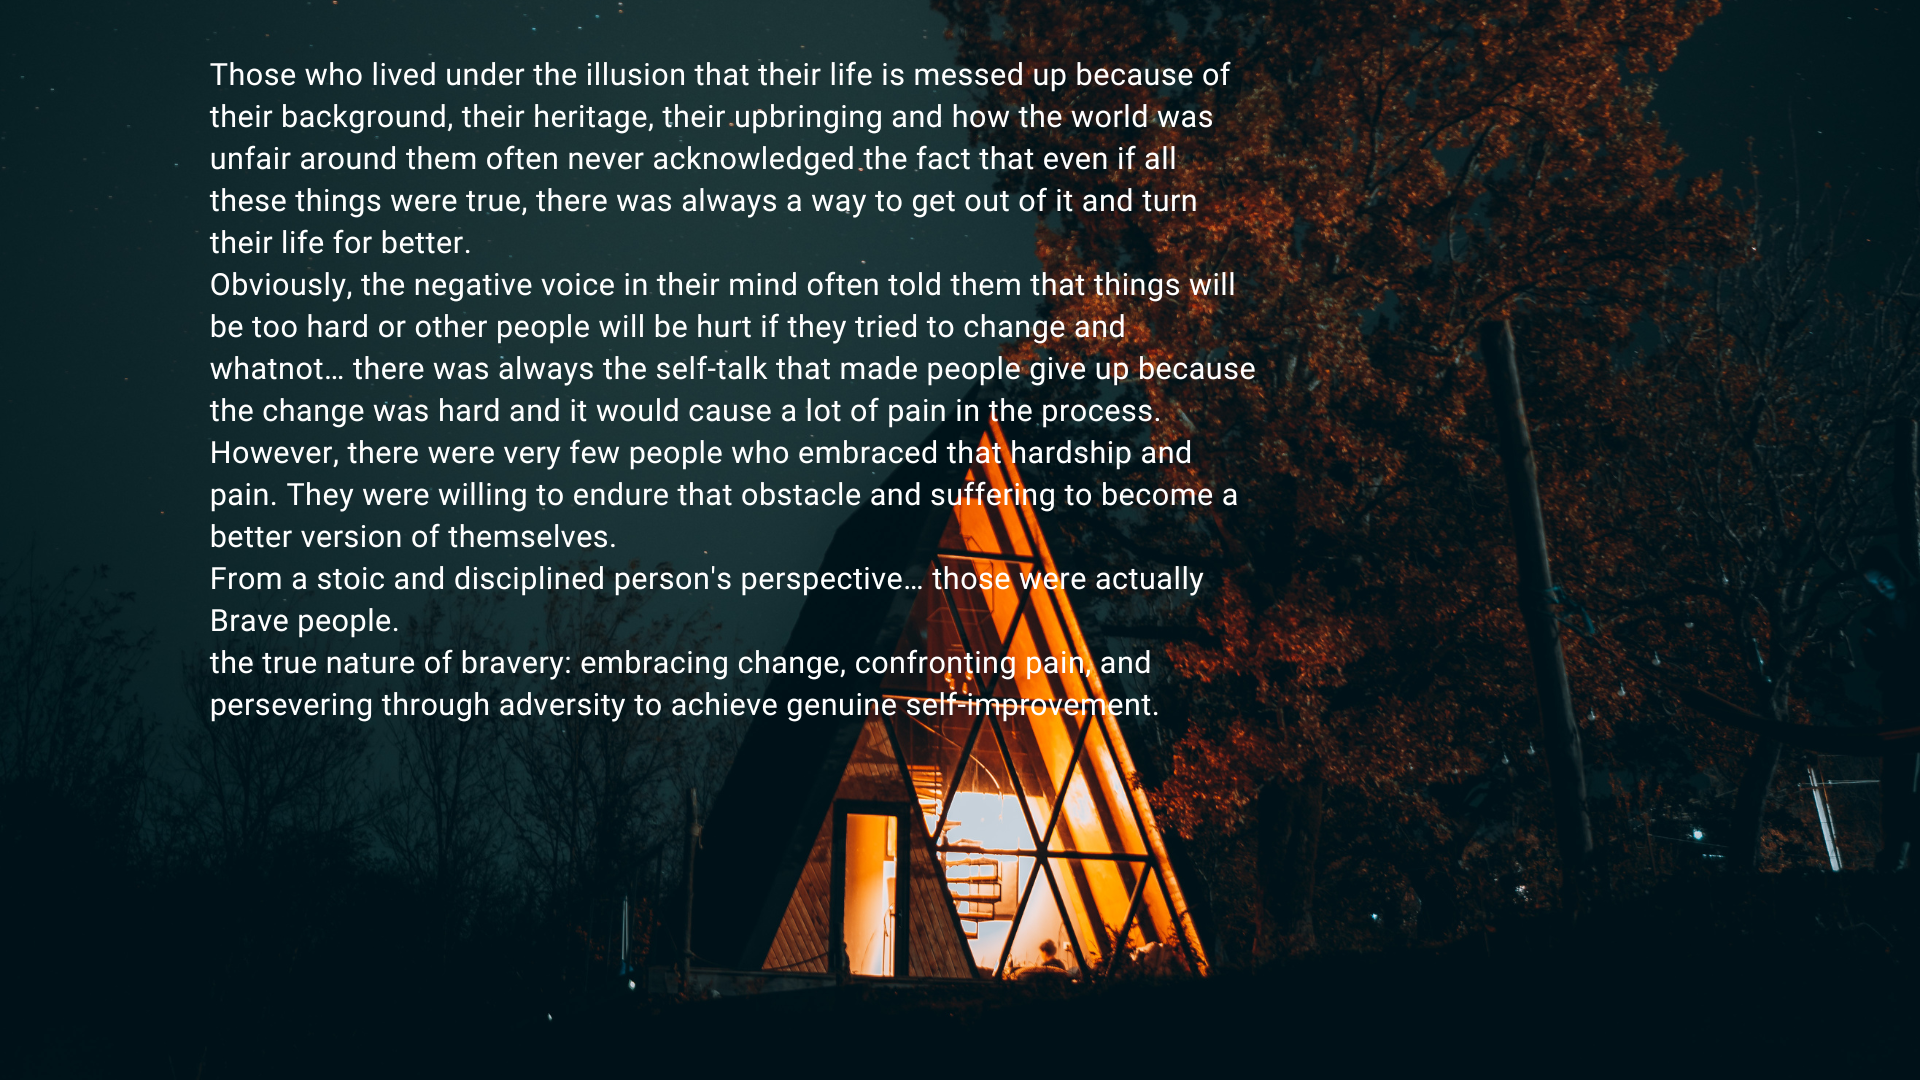 Those who lived under the illusion that their life is messed up because of
their background, their heritage, their upbringing and how the world was
unfair around them often never acknowledged the fact that even if all
these things were true, there was always a way to get out of it and turn
their life for better.
Obviously, the negative voice in their mind often told them that things will
be too hard or other people will be hurt if they tried to change and
whatnot… there was always the self-talk that made people give up because
the change was hard and it would cause a lot of pain in the process.
However, there were very few people who embraced that hardship and
pain. They were willing to endure that obstacle and suffering to become a
better version of themselves.
From a stoic and disciplined person's perspective… those were actually
Brave people.
the true nature of bravery: embracing change, confronting pain, and
persevering through adversity to achieve genuine self-improvement.